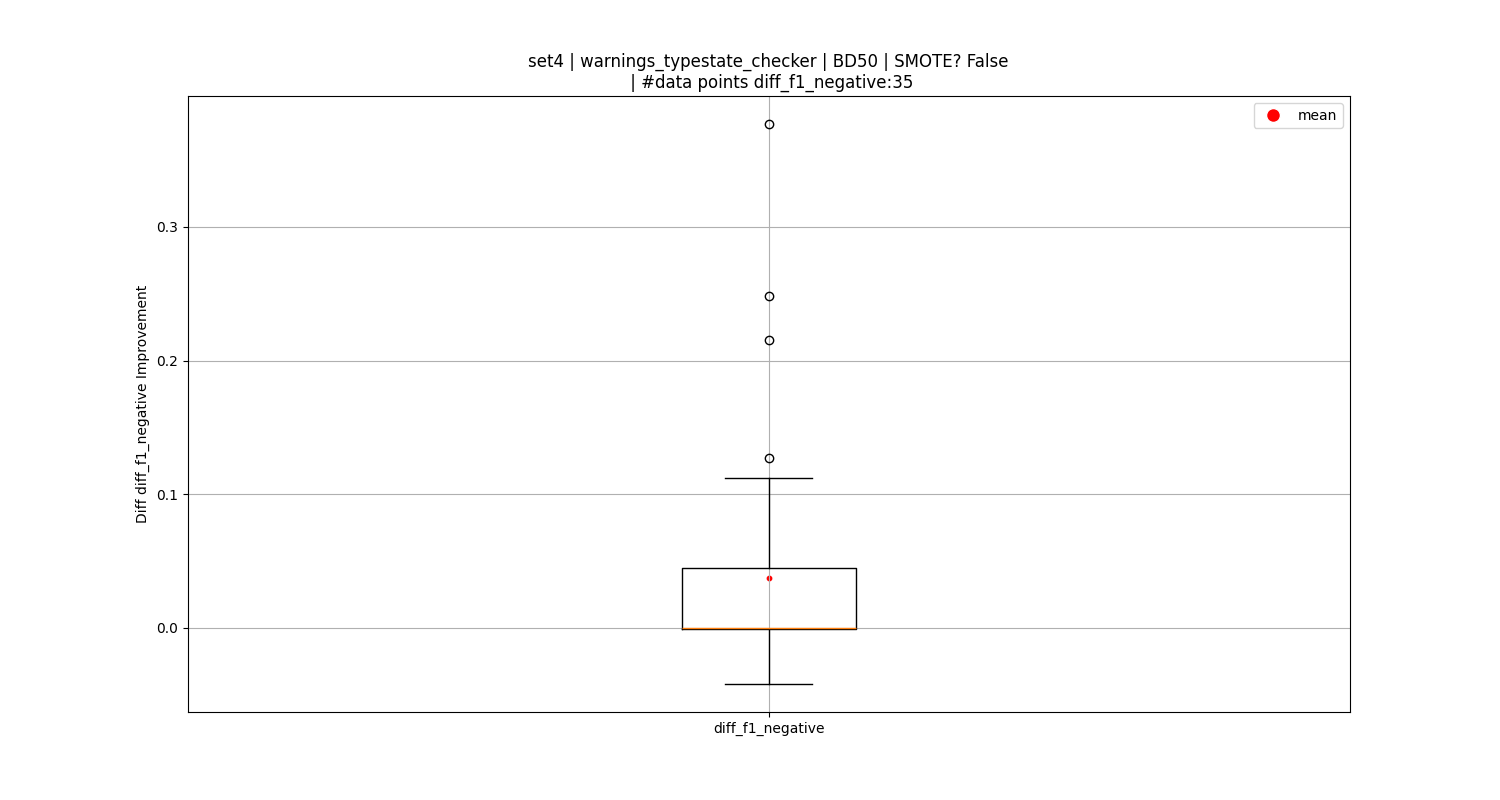 set4 | warnings_typestate_checker | BD50 | SMOTE? False
| #data points diff_f1_negative:35
mean
0.3
0.2
0.1
0.0
Diff diff_f1_negative Improvement
diff_f1_negative